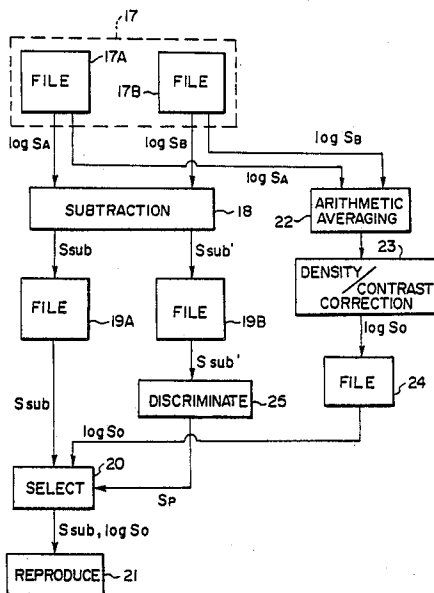 17
17A
FILE
17B
FILE
log SA
log SB
log SB
log SA
SUBTRACTION
18
22
ARITHMETIC
AVERAGING
23
Ssub
Ssub'
DENSITY/
CONTRAST
CORRECTION
log So
FILE
19A
FILE
19B
FILE
24
Ssub'
Ssub
DISCRIMINATE
25
log So
20
SELECT
SP
Ssub, log So
REPRODUCE
21